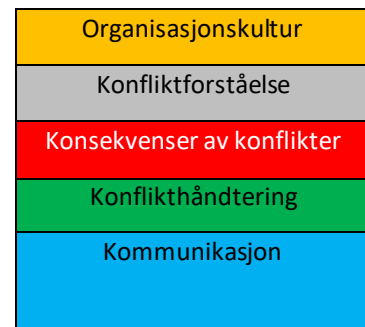 Organisasjonskultur
Konfliktforståelse
Konsekvenser av konflikter
Konflikthåndtering
Kommunikasjon